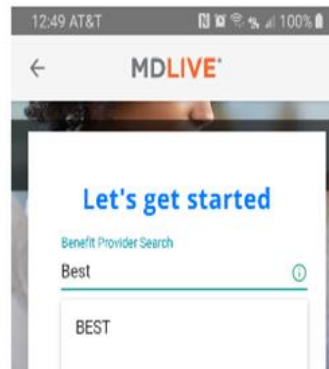 12:49 AT&T 100%
MDLIVE
Let's get started
Benefit Provider Search
Best
BEST